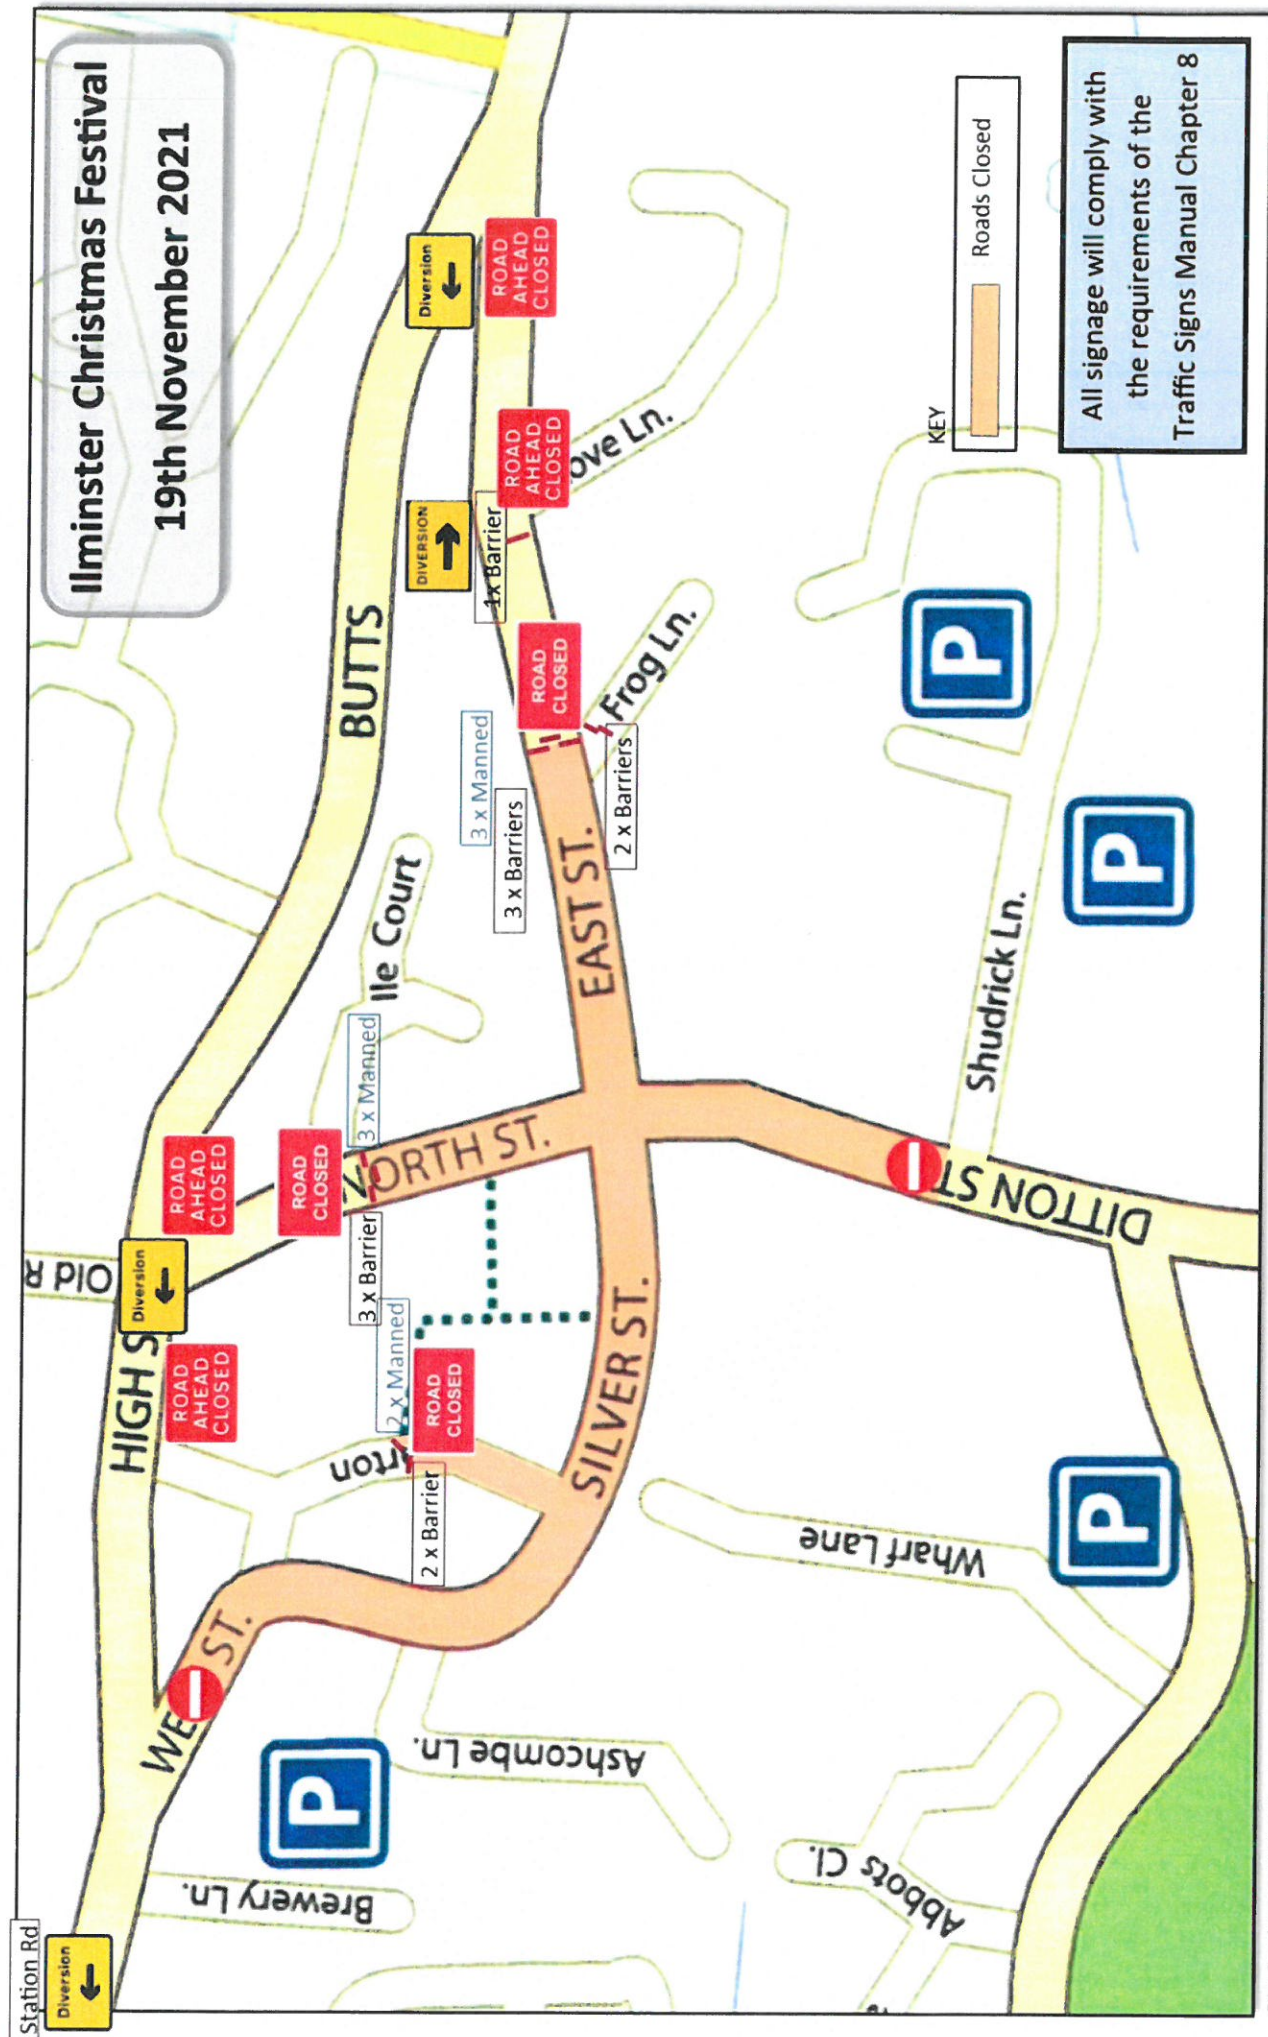 Ilminster Christmas Festival
19th November 2021
Station Rd
Diversion
Brewery Ln.
WE
ST.
HIGH S
ROAD
AHEAD
CLOSED
Diversion
Old R
ROAD
AHEAD
CLOSED
ROAD
CLOSED
3 x Manned
3 x Barrier
NORTH ST.
2 x Manned
ROAD
CLOSED
rton
2 x Barrier
Ile Court
BUTTS
Diversion
ROAD
AHEAD
CLOSED
DIVERSION
1x Barrier
ROAD
AHEAD
CLOSED
ove Ln.
ROAD
CLOSED
Frog Ln.
3 x Manned
3 x Barriers
2 x Barriers
EAST ST.
SILVER ST.
Ashcombe Ln.
Wharf Lane
Abbots Cl.
DITTON ST
Shudrick Ln.
P
P
P
P
KEY
Roads Closed
All signage will comply with
the requirements of the
Traffic Signs Manual Chapter 8